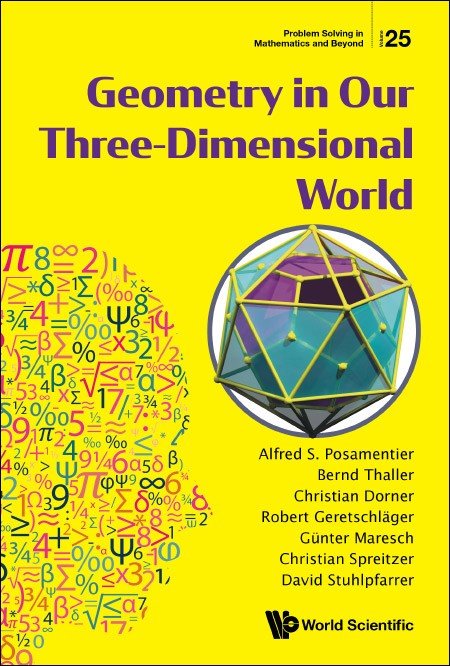 Problem Solving in
Mathematics and Beyond
Volume 25
Geometry in Our
Three-Dimensional
World
Alfred S. Posamentier
Bernd Thaller
Christian Dorner
Robert Geretschläger
Günter Maresch
Christian Spreitzer
David Stuhlpfarrer
World Scientific